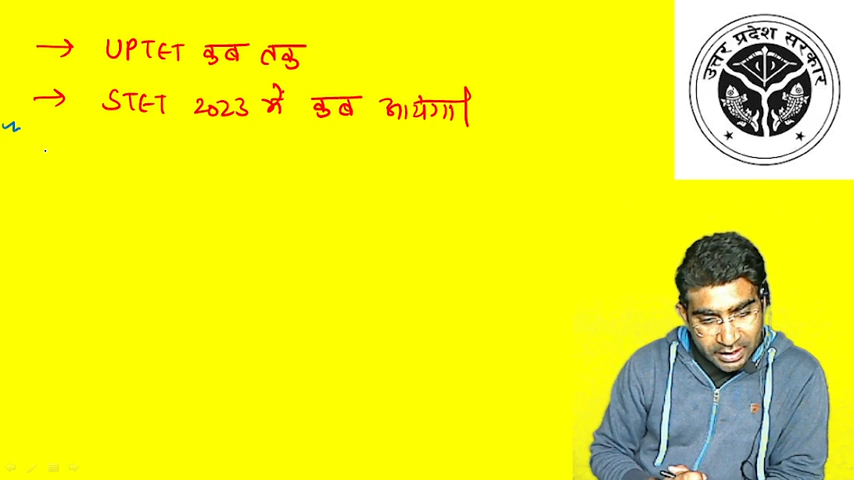 → UPTET कब तक
→ STET 2023 में कब आयेगा।
उत्तर प्रदेश सरकार